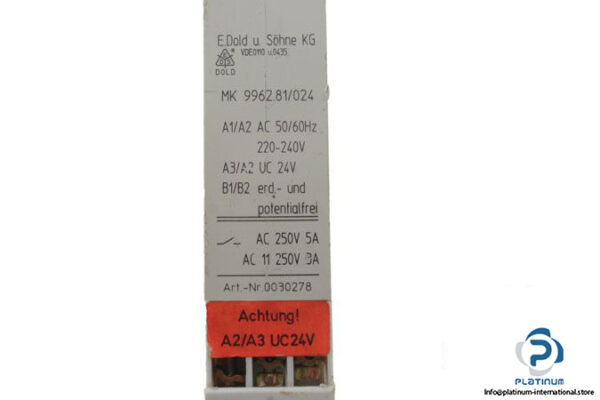 E.Dold u. Söhne KG
VDE0110 u.0435
DOLD
MK 9962.81/024
A1/A2 AC 50/60Hz
220-240V
A3/A2 UC 24V
B1/B2 erd.- und
potentialfrei
AC 250V 5A
AC 11 250V 3A
Art.-Nr.0030278
Achtung!
A2/A3 UC24V
PLATINUM
Info@platinum-international.store